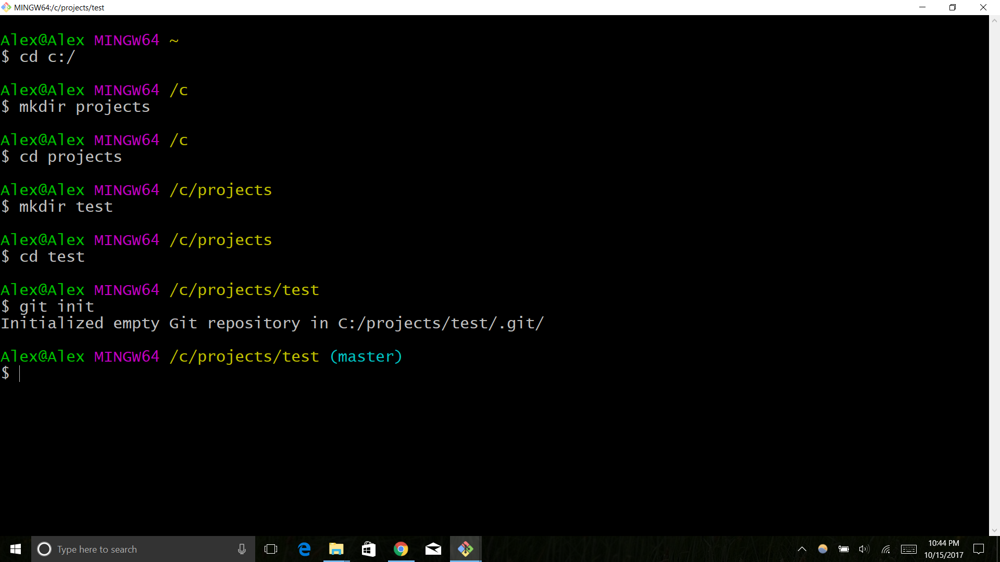 MINGW64:/c/projects/test
Alex@Alex MINGW64 ~
$ cd c:/
Alex@Alex MINGW64 /c
$ mkdir projects
Alex@Alex MINGW64 /c
$ cd projects
Alex@Alex MINGW64 /c/projects
$ mkdir test
Alex@Alex MINGW64 /c/projects
$ cd test
Alex@Alex MINGW64 /c/projects/test
$ git init
Initialized empty Git repository in C:/projects/test/.git/
Alex@Alex MINGW64 /c/projects/test (master)
$
Type here to search
10:44 PM
10/15/2017